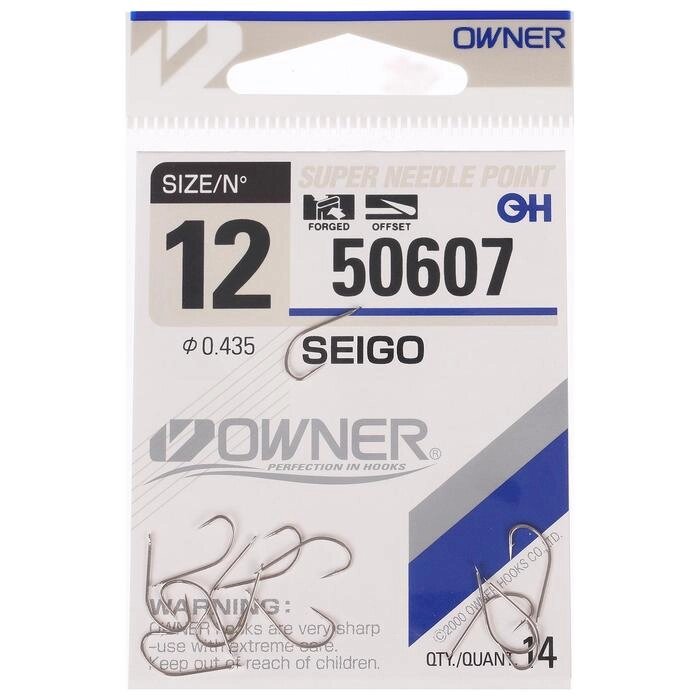 OWNER
SIZE/Nº
SUPER NEEDLE POINT
12
FORGED
OFFSET
OH
50607
φ0.435
SEIGO
OWNER®
PERFECTION IN HOOKS
WARNING:
OWNER hooks are very sharp
-use with extreme care.
Keep out of reach of children.
©2000 OWNER HOOKS CO.,LTD.
QTY./QUANT. 14